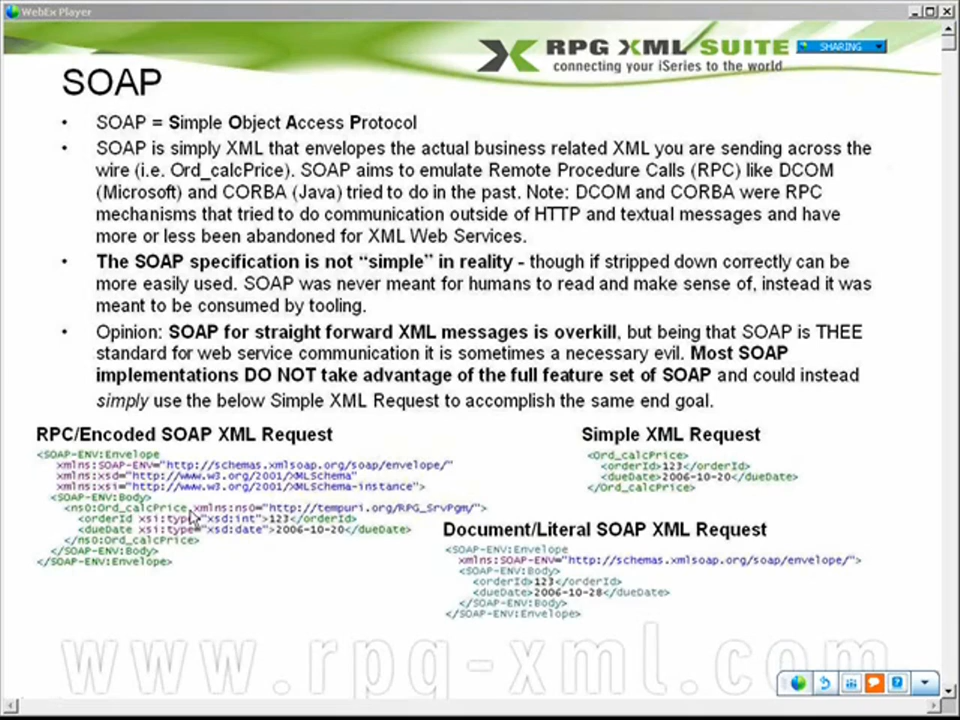 WebEx Player
RPG XML SUITE
SHARING
connecting your iSeries to the world
SOAP
• SOAP = Simple Object Access Protocol
• SOAP is simply XML that envelopes the actual business related XML you are sending across the
wire (i.e. Ord_calcPrice). SOAP aims to emulate Remote Procedure Calls (RPC) like DCOM
(Microsoft) and CORBA (Java) tried to do in the past. Note: DCOM and CORBA were RPC
mechanisms that tried to do communication outside of HTTP and textual messages and have
more or less been abandoned for XML Web Services.
• The SOAP specification is not “simple” in reality - though if stripped down correctly can be
more easily used. SOAP was never meant for humans to read and make sense of, instead it was
meant to be consumed by tooling.
• Opinion: SOAP for straight forward XML messages is overkill, but being that SOAP is THEE
standard for web service communication it is sometimes a necessary evil. Most SOAP
implementations DO NOT take advantage of the full feature set of SOAP and could instead
simply use the below Simple XML Request to accomplish the same end goal.
RPC/Encoded SOAP XML Request
<SOAP-ENV:Envelope
xmlns:SOAP-ENV="http://schemas.xmlsoap.org/soap/envelope/"
xmlns:xsd="http://www.w3.org/2001/XMLSchema"
xmlns:xsi="http://www.w3.org/2001/XMLSchema-instance">
<SOAP-ENV:Body>
<ns0:Ord_calcPrice xmlns:ns0="http://tempuri.org/RPG_SrvPgm/">
<orderId xsi:type="xsd:int">123</orderId>
<dueDate xsi:type="xsd:date">2006-10-20</dueDate>
</ns0:Ord_calcPrice>
</SOAP-ENV:Body>
</SOAP-ENV:Envelope>
Simple XML Request
<Ord_calcPrice>
<orderId>123</orderId>
<dueDate>2006-10-20</dueDate>
</Ord_calcPrice>
Document/Literal SOAP XML Request
<SOAP-ENV:Envelope
xmlns:SOAP-ENV="http://schemas.xmlsoap.org/soap/envelope/">
<SOAP-ENV:Body>
<orderId>123</orderId>
<dueDate>2006-10-28</dueDate>
</SOAP-ENV:Body>
</SOAP-ENV:Envelope>
www.rpg-xml.com